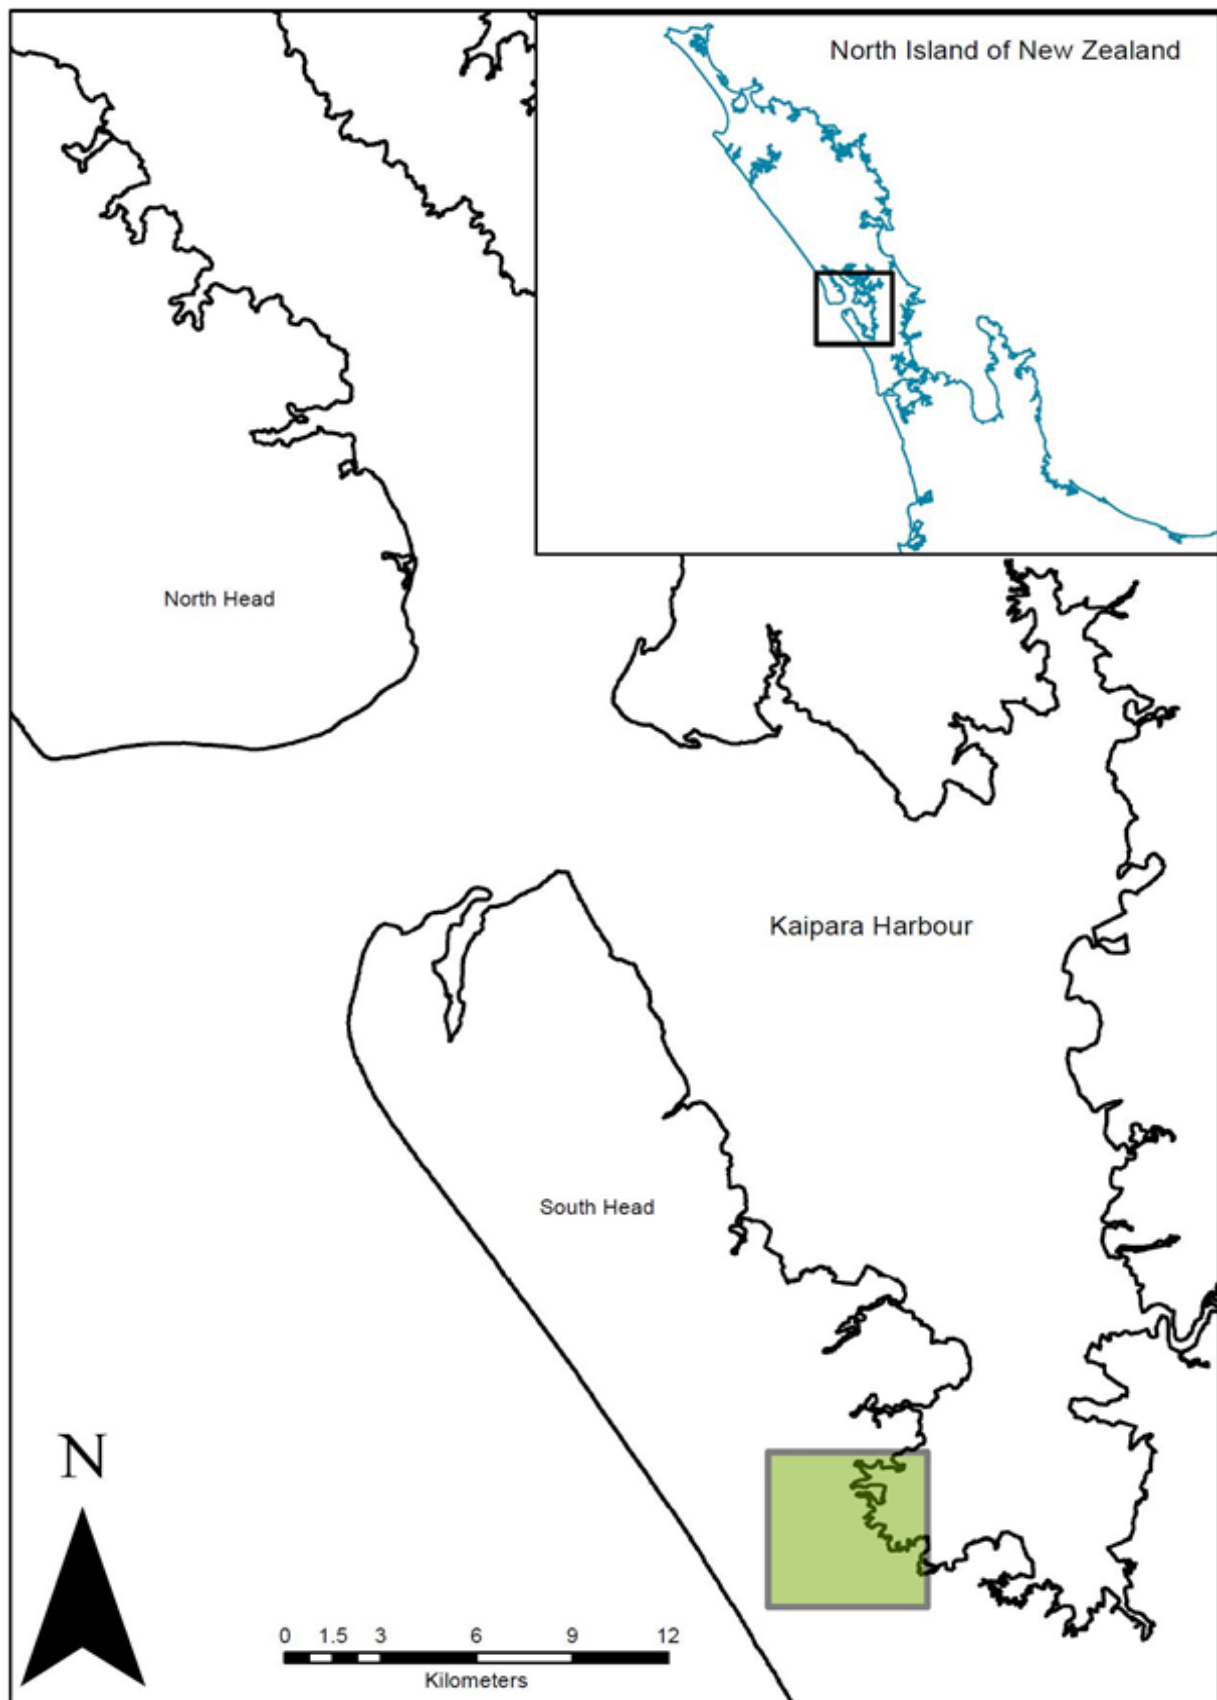 North Island of New Zealand
North Head
Kaipara Harbour
South Head
N
0 1.5 3 6 9 12
Kilometers